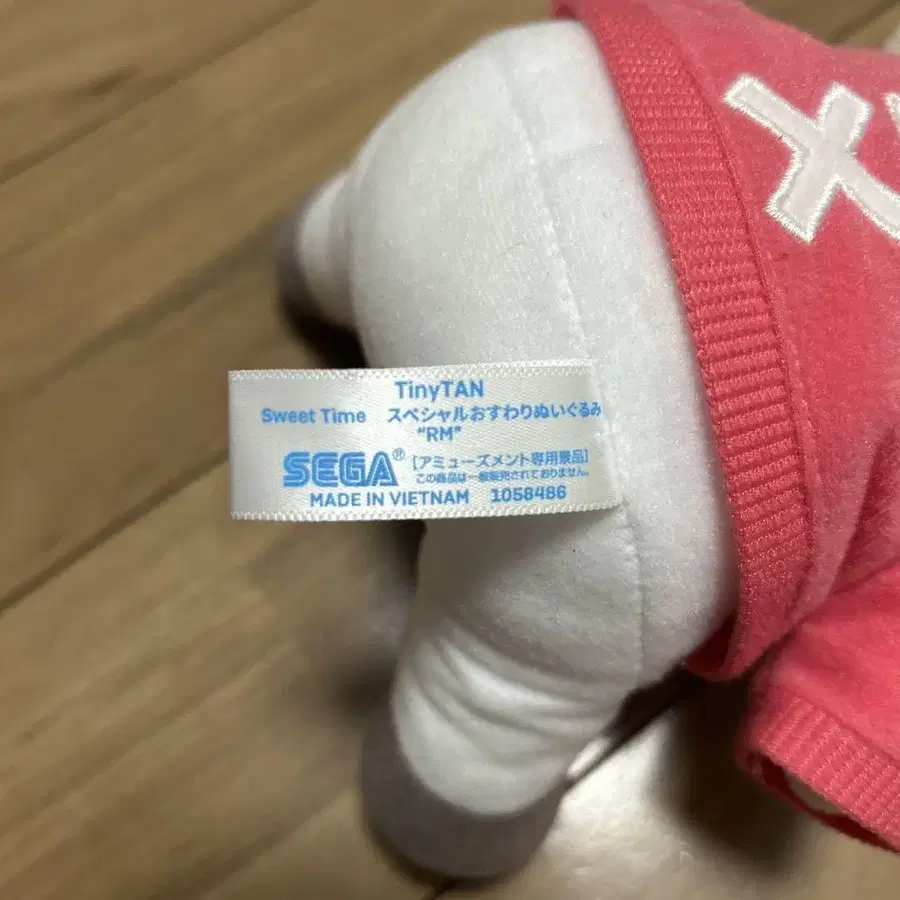 TinyTAN
Sweet Time スペシャルおすわりぬいぐるみ
“RM”
SEGA® [アミューズメント専用景品]
この商品は一般販売されておりません。
MADE IN VIETNAM 1058486